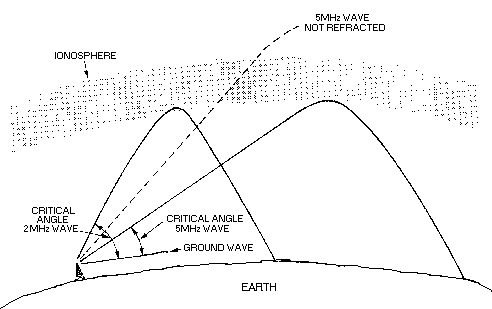 5MHz WAVE
NOT REFRACTED
IONOSPHERE
CRITICAL
ANGLE
2MHz WAVE
CRITICAL ANGLE
5MHz WAVE
GROUND WAVE
EARTH